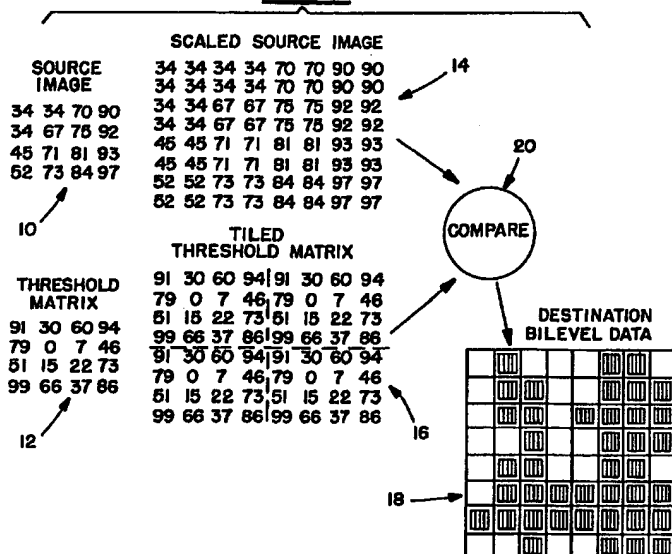 SCALED SOURCE IMAGE
34 34 34 34 70 70 90 90
34 34 34 34 70 70 90 90
34 34 67 67 75 75 92 92
34 34 67 67 75 75 92 92
45 45 71 71 81 81 93 93
45 45 71 71 81 81 93 93
52 52 73 73 84 84 97 97
52 52 73 73 84 84 97 97
14
SOURCE
IMAGE
34 34 70 90
34 67 75 92
45 71 81 93
52 73 84 97
10
20
COMPARE
TILED
THRESHOLD MATRIX
91 30 60 94 91 30 60 94
79 0 7 46 79 0 7 46
51 15 22 73 51 15 22 73
99 66 37 86 99 66 37 86
91 30 60 94 91 30 60 94
79 0 7 46 79 0 7 46
51 15 22 73 51 15 22 73
99 66 37 86 99 66 37 86
16
THRESHOLD
MATRIX
91 30 60 94
79 0 7 46
51 15 22 73
99 66 37 86
12
DESTINATION
BILEVEL DATA
18